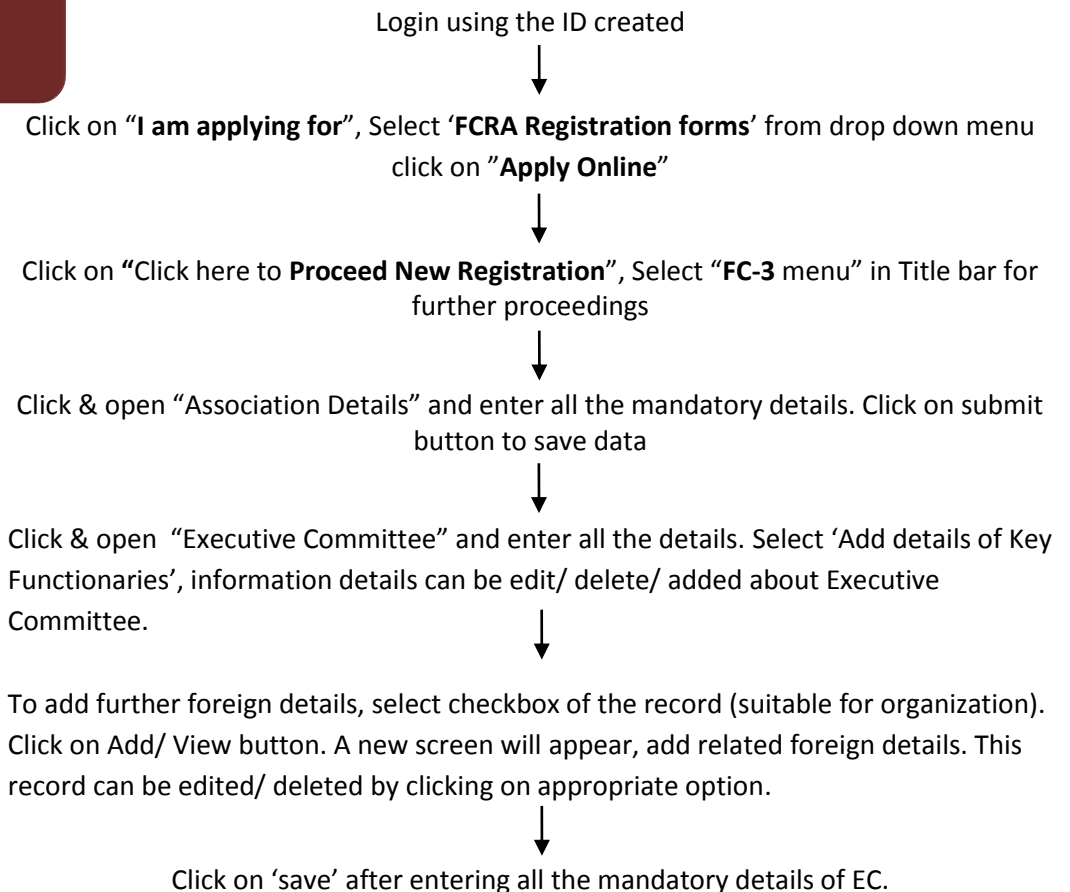 Login using the ID created
Click on “I am applying for”, Select ‘FCRA Registration forms’ from drop down menu
click on ”Apply Online”
Click on “Click here to Proceed New Registration”, Select “FC-3 menu” in Title bar for
further proceedings
Click & open “Association Details” and enter all the mandatory details. Click on submit
button to save data
Click & open “Executive Committee” and enter all the details. Select ‘Add details of Key
Functionaries’, information details can be edit/ delete/ added about Executive
Committee.
To add further foreign details, select checkbox of the record (suitable for organization).
Click on Add/ View button. A new screen will appear, add related foreign details. This
record can be edited/ deleted by clicking on appropriate option.
Click on ‘save’ after entering all the mandatory details of EC.